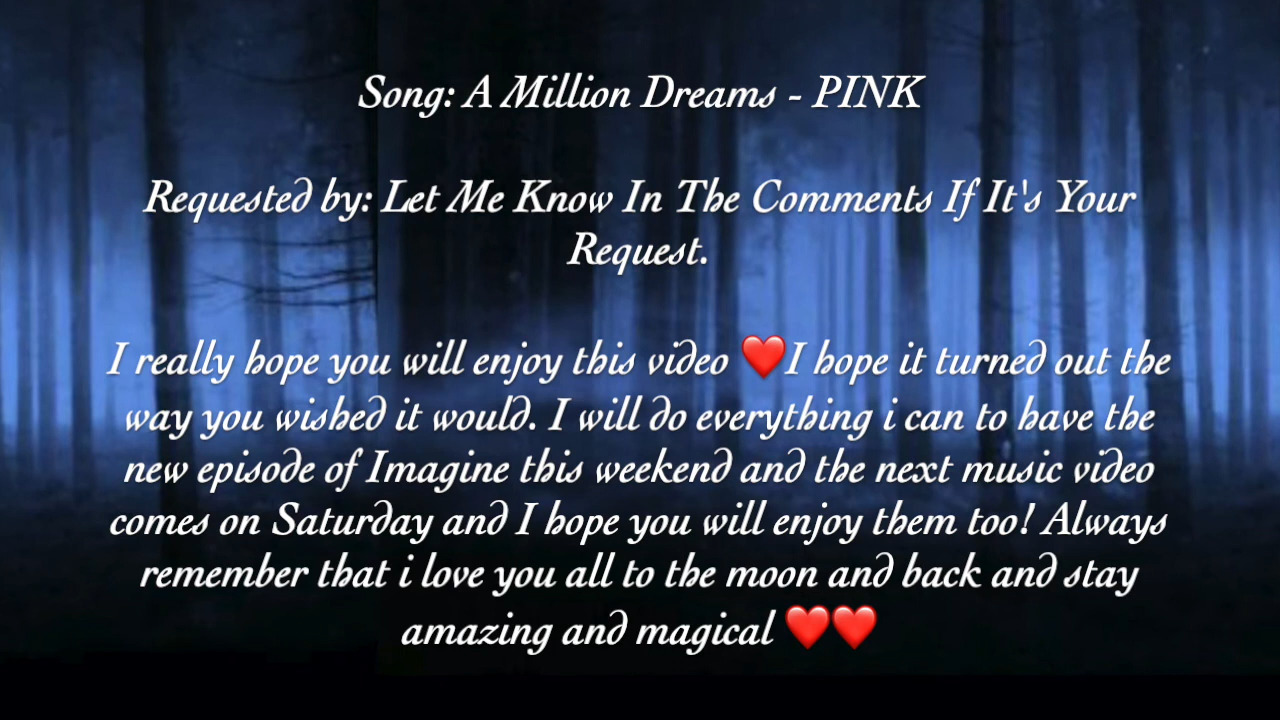 Song: A Million Dreams - PINK
Requested by: Let Me Know In The Comments If It's Your
Request.
I really hope you will enjoy this video ❤️I hope it turned out the
way you wished it would. I will do everything i can to have the
new episode of Imagine this weekend and the next music video
comes on Saturday and I hope you will enjoy them too! Always
remember that i love you all to the moon and back and stay
amazing and magical ❤️❤️